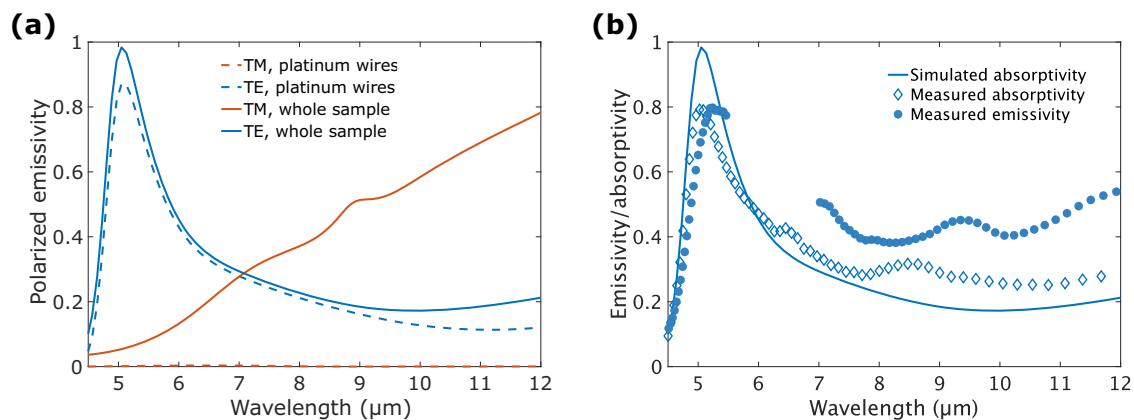 (a)
Polarized emissivity
1
0.8
0.6
0.4
0.2
0
TM, platinum wires
TE, platinum wires
TM, whole sample
TE, whole sample
5 6 7 8 9 10 11 12
Wavelength (μm)
(b)
Emissivity/absorptivity
1
0.8
0.6
0.4
0.2
0
Simulated absorptivity
Measured absorptivity
Measured emissivity
5 6 7 8 9 10 11 12
Wavelength (μm)